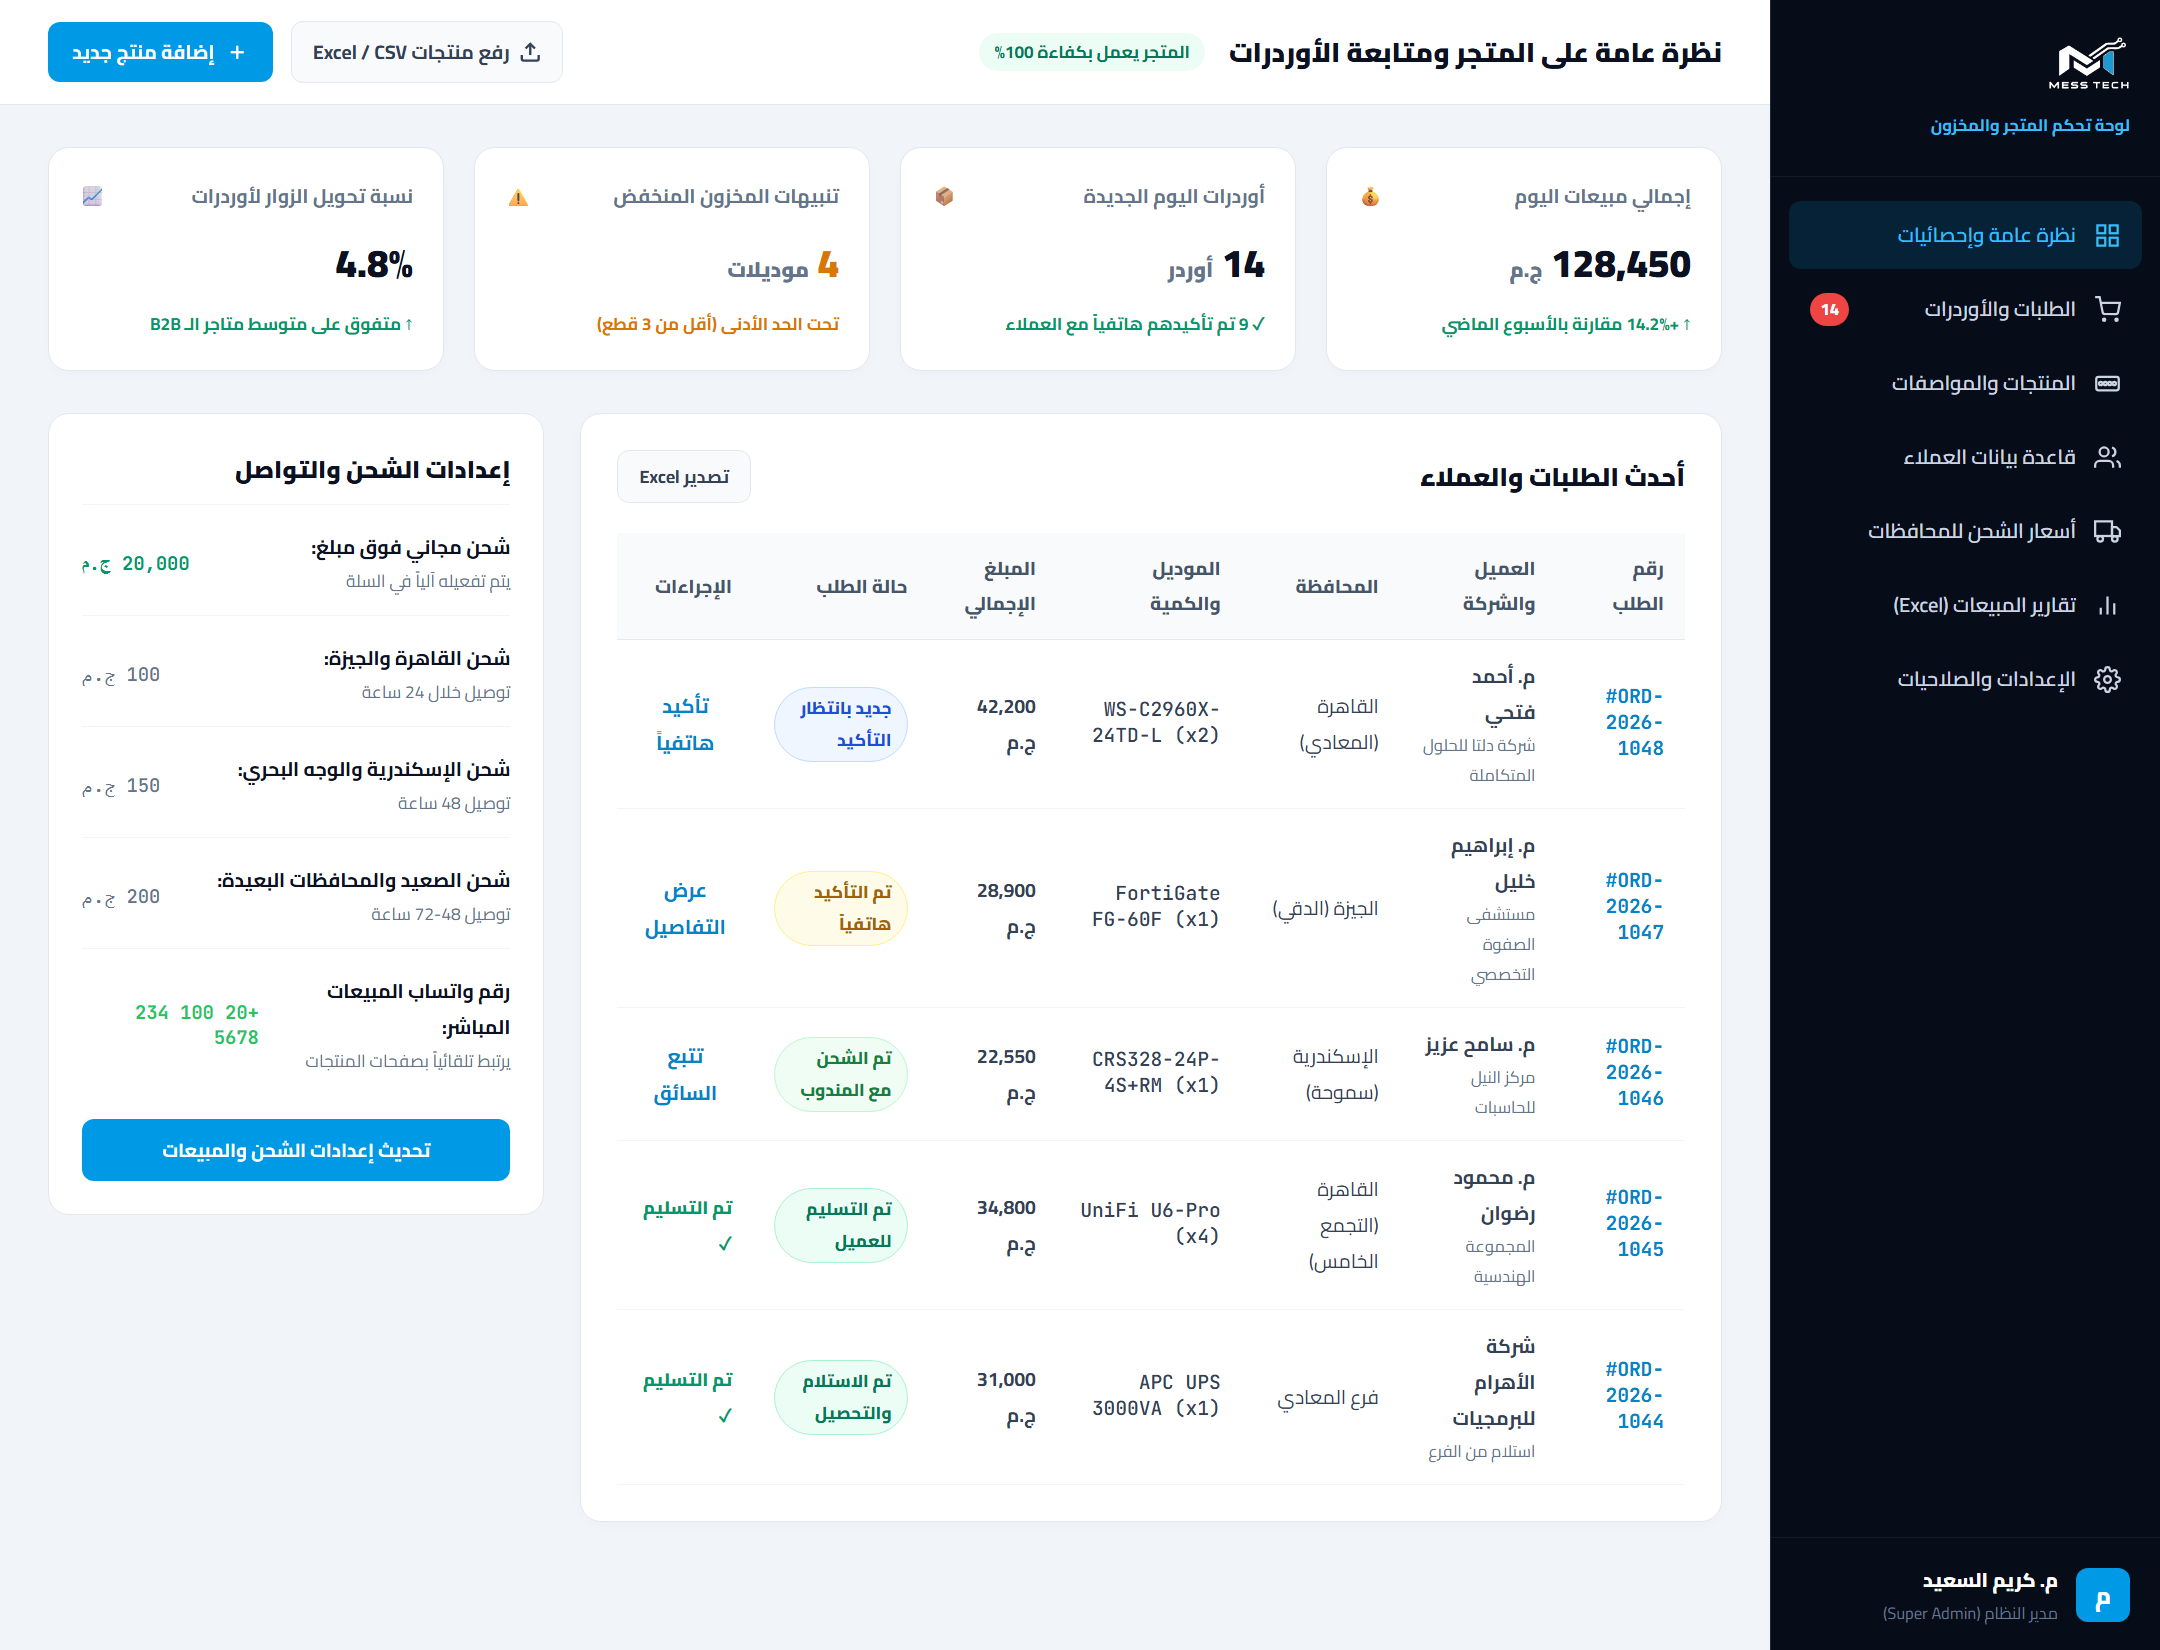 MESS TECH
لوحة تحكم المتجر والمخزون
نظرة عامة وإحصائيات
الطلبات والأوردرات
14
المنتجات والمواصفات
قاعدة بيانات العملاء
أسعار الشحن للمحافظات
تقارير المبيعات (Excel)
الإعدادات والصلاحيات
م
م. كريم السعيد
مدير النظام (Super Admin)
نظرة عامة على المتجر ومتابعة الأوردرات
المتجر يعمل بكفاءة 100%
رفع منتجات Excel / CSV
+ إضافة منتج جديد
إجمالي مبيعات اليوم
128,450 ج.م
↑ +14.2% مقارنة بالأسبوع الماضي
أوردرات اليوم الجديدة
14 أوردر
✓ 9 تم تأكيدهم هاتفياً مع العملاء
تنبيهات المخزون المنخفض
4 موديلات
تحت الحد الأدنى (أقل من 3 قطع)
نسبة تحويل الزوار لأوردرات
4.8%
↑ متفوق على متوسط متاجر الـ B2B
أحدث الطلبات والعملاء
تصدير Excel
رقم
الطلب
العميل
والشركة
المحافظة
الموديل
والكمية
المبلغ
الإجمالي
حالة الطلب
الإجراءات
#ORD-
2026-
1048
م. أحمد
فتحي
شركة دلتا للحلول
المتكاملة
القاهرة
(المعادي)
WS-C2960X-
24TD-L (x2)
42,200
ج.م
جديد بانتظار
التأكيد
تأكيد
هاتفياً
#ORD-
2026-
1047
م. إبراهيم
خليل
مستشفى
الصفوة
التخصصي
الجيزة (الدقي)
FortiGate
FG-60F (x1)
28,900
ج.م
تم التأكيد
هاتفياً
عرض
التفاصيل
#ORD-
2026-
1046
م. سامح عزيز
مركز النيل
للحاسبات
الإسكندرية
(سموحة)
CRS328-24P-
4S+RM (x1)
22,550
ج.م
تم الشحن
مع المندوب
تتبع
السائق
#ORD-
2026-
1045
م. محمود
رضوان
المجموعة
الهندسية
القاهرة
(التجمع
الخامس)
UniFi U6-Pro
(x4)
34,800
ج.م
تم التسليم
للعميل
تم التسليم
✓
#ORD-
2026-
1044
شركة
الأهرام
للبرمجيات
استلام من الفرع
فرع المعادي
APC UPS
3000VA (x1)
31,000
ج.م
تم الاستلام
والتحصيل
تم التسليم
✓
إعدادات الشحن والتواصل
شحن مجاني فوق مبلغ:
يتم تفعيله آلياً في السلة
20,000 ج.م
شحن القاهرة والجيزة:
توصيل خلال 24 ساعة
100 ج.م
شحن الإسكندرية والوجه البحري:
توصيل 48 ساعة
150 ج.م
شحن الصعيد والمحافظات البعيدة:
توصيل 48-72 ساعة
200 ج.م
رقم واتساب المبيعات
المباشر:
يرتبط تلقائياً بصفحات المنتجات
234 100 20+
5678
تحديث إعدادات الشحن والمبيعات